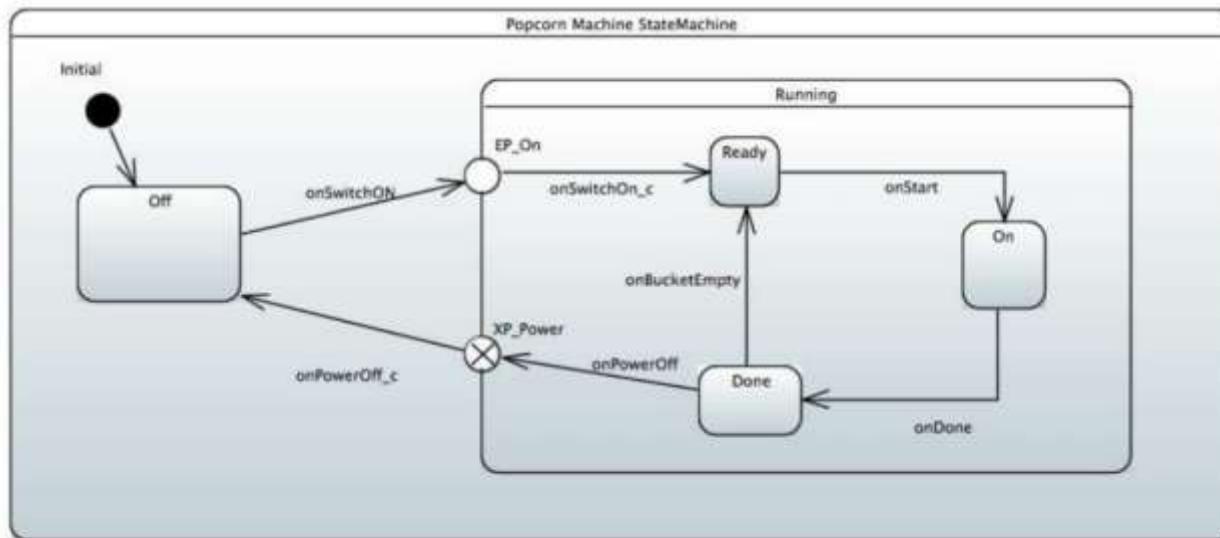 Popcorn Machine StateMachine
Initial
Running
EP_On
Ready
onSwitchON
onSwitchOn_c
onStart
Off
On
onBucketEmpty
XP_Power
onPowerOff_c
onPowerOff
Done
onDone